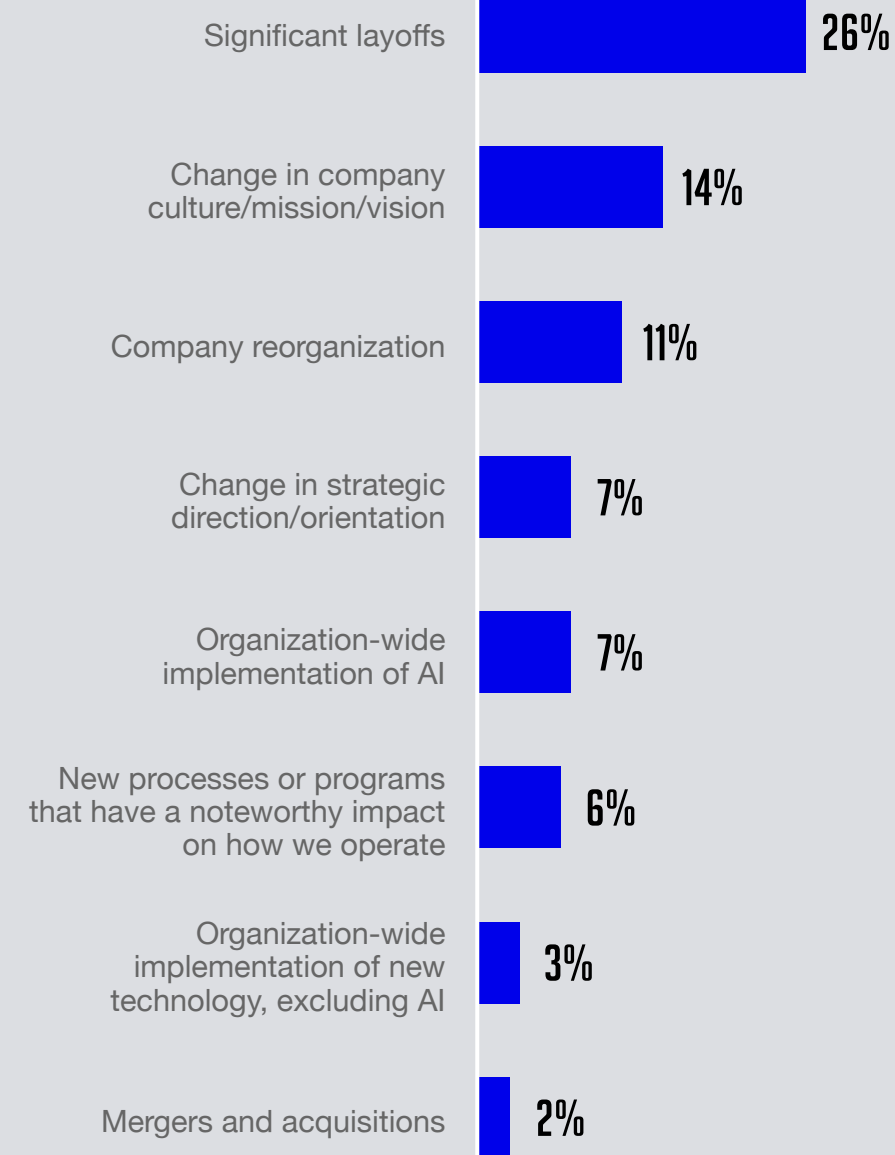 Significant layoffs
26%
Change in company
culture/mission/vision
14%
Company reorganization
11%
Change in strategic
direction/orientation
7%
Organization-wide
implementation of AI
7%
New processes or programs
that have a noteworthy impact
on how we operate
6%
Organization-wide
implementation of new
technology, excluding AI
3%
Mergers and acquisitions
2%